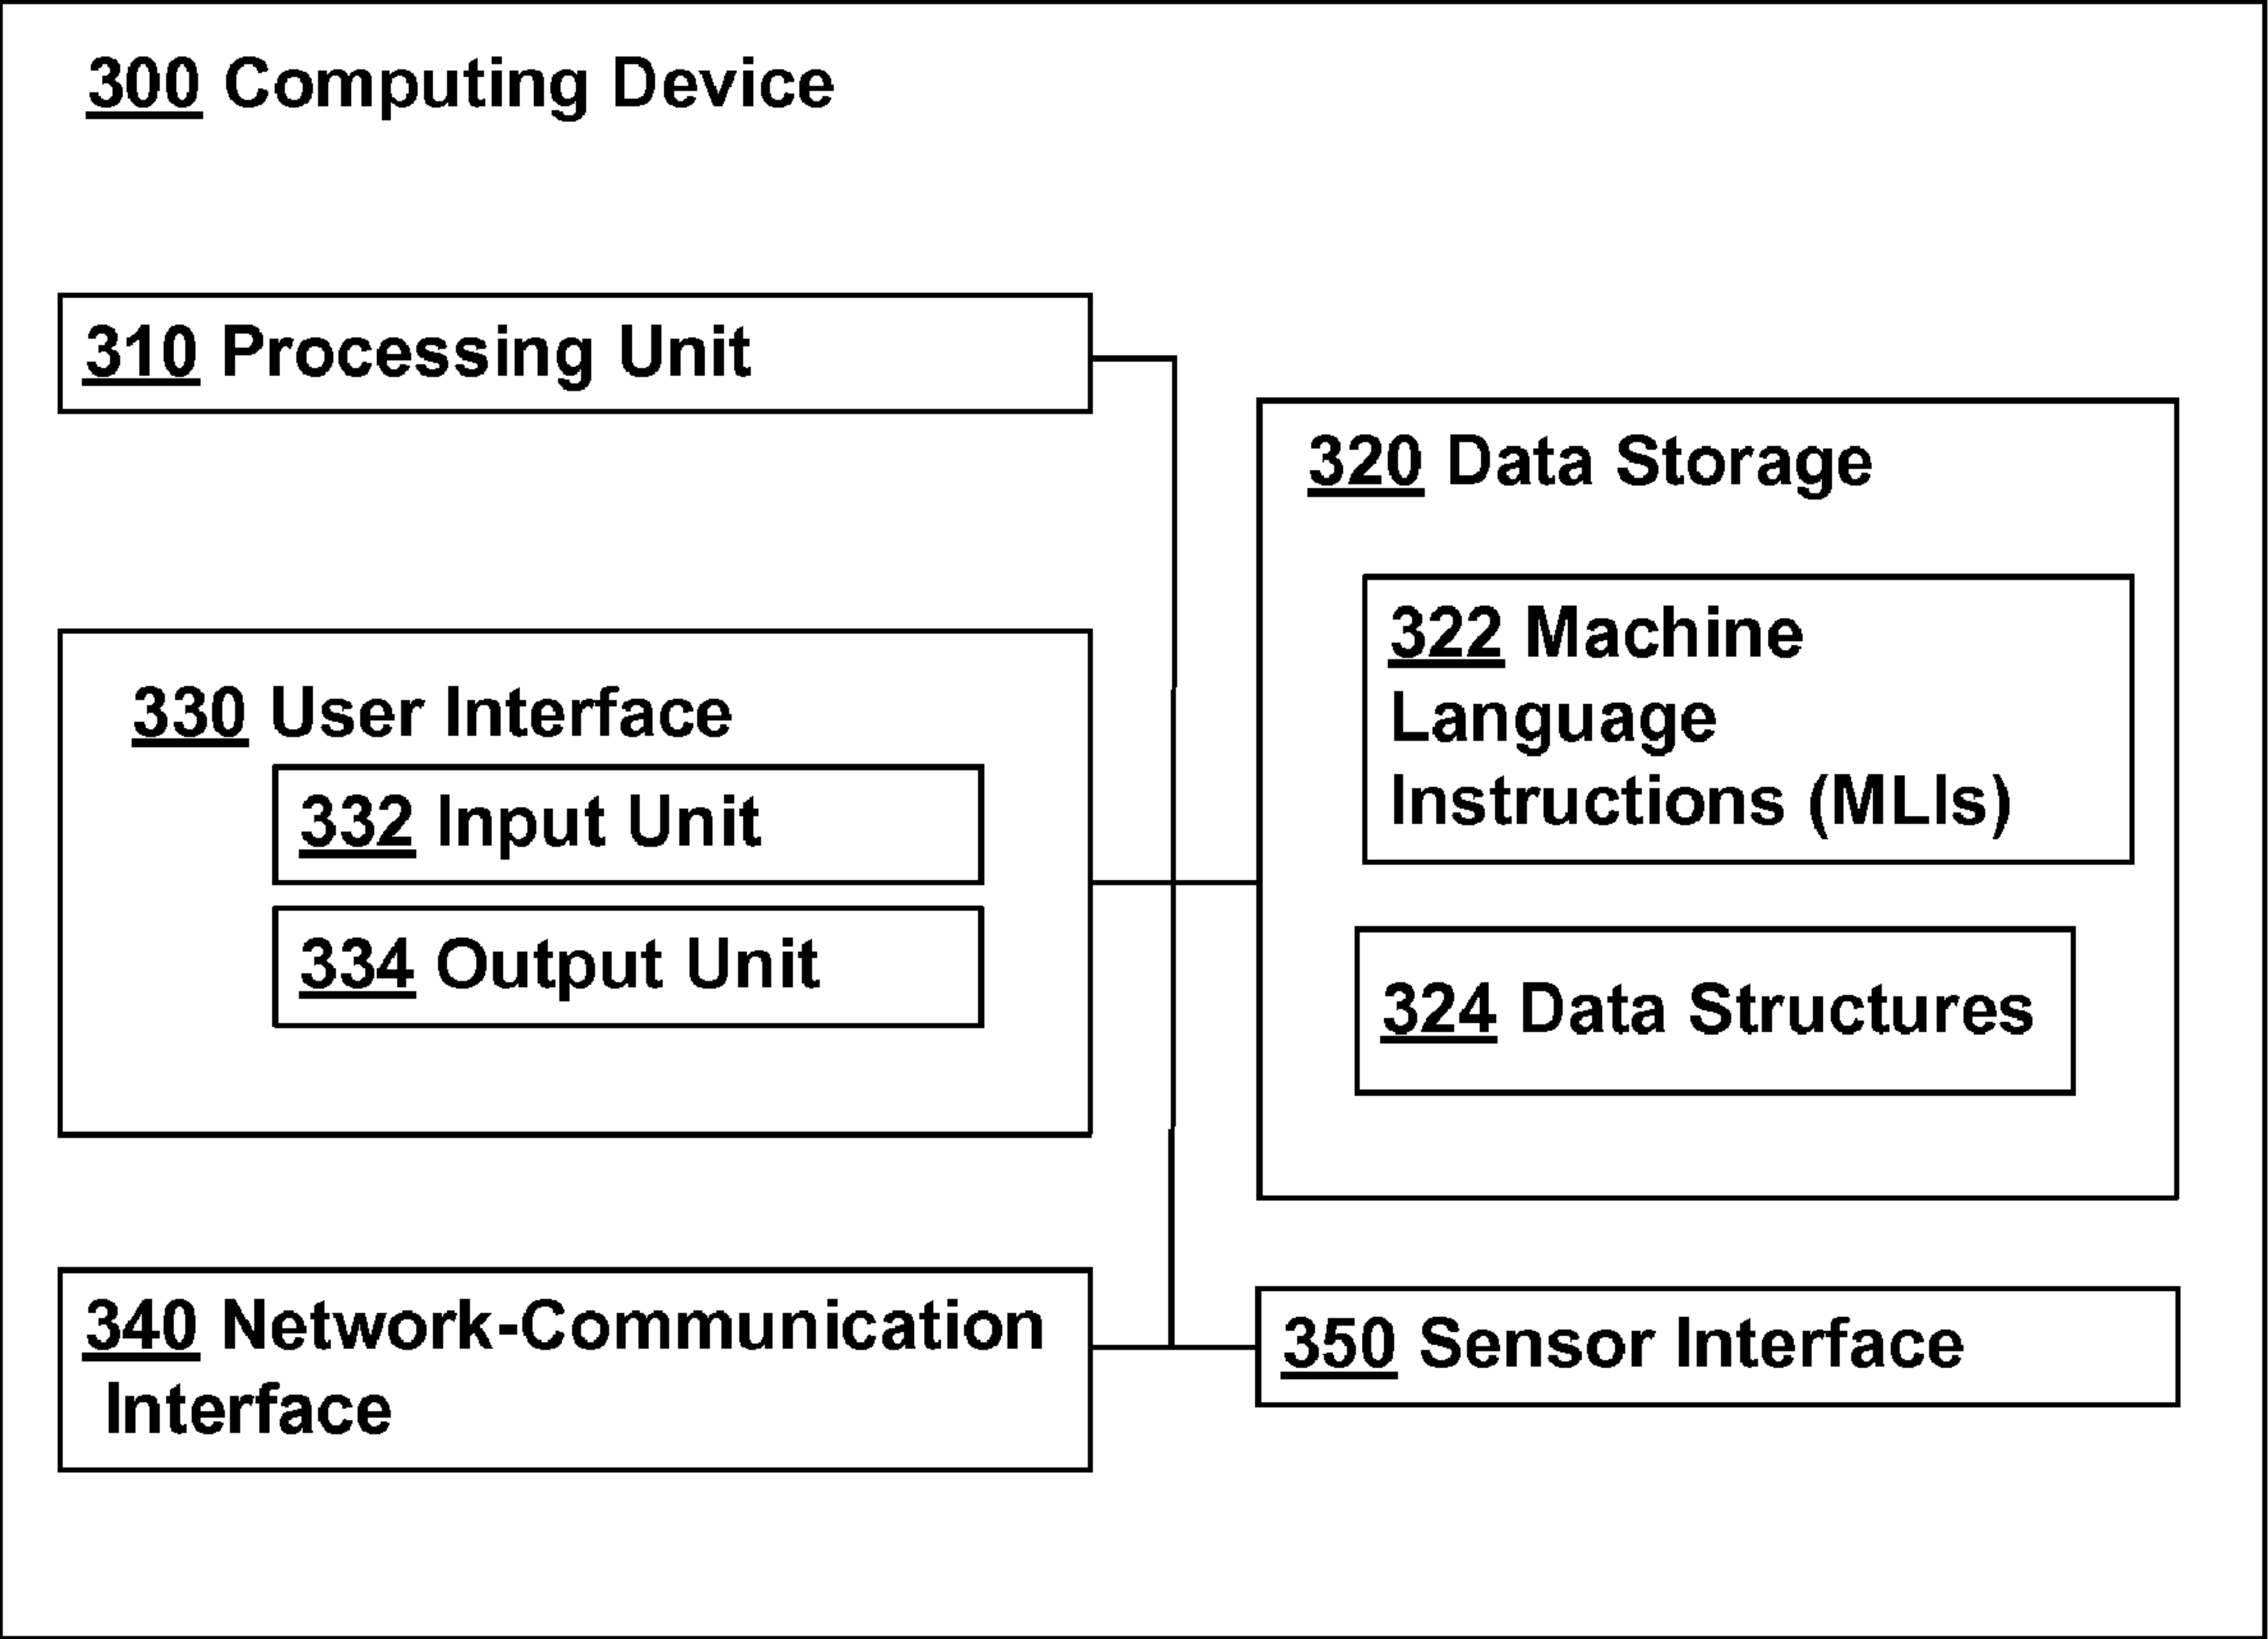 300 Computing Device
310 Processing Unit
320 Data Storage
322 Machine
Language
Instructions (MLIs)
324 Data Structures
330 User Interface
332 Input Unit
334 Output Unit
340 Network-Communication
Interface
350 Sensor Interface